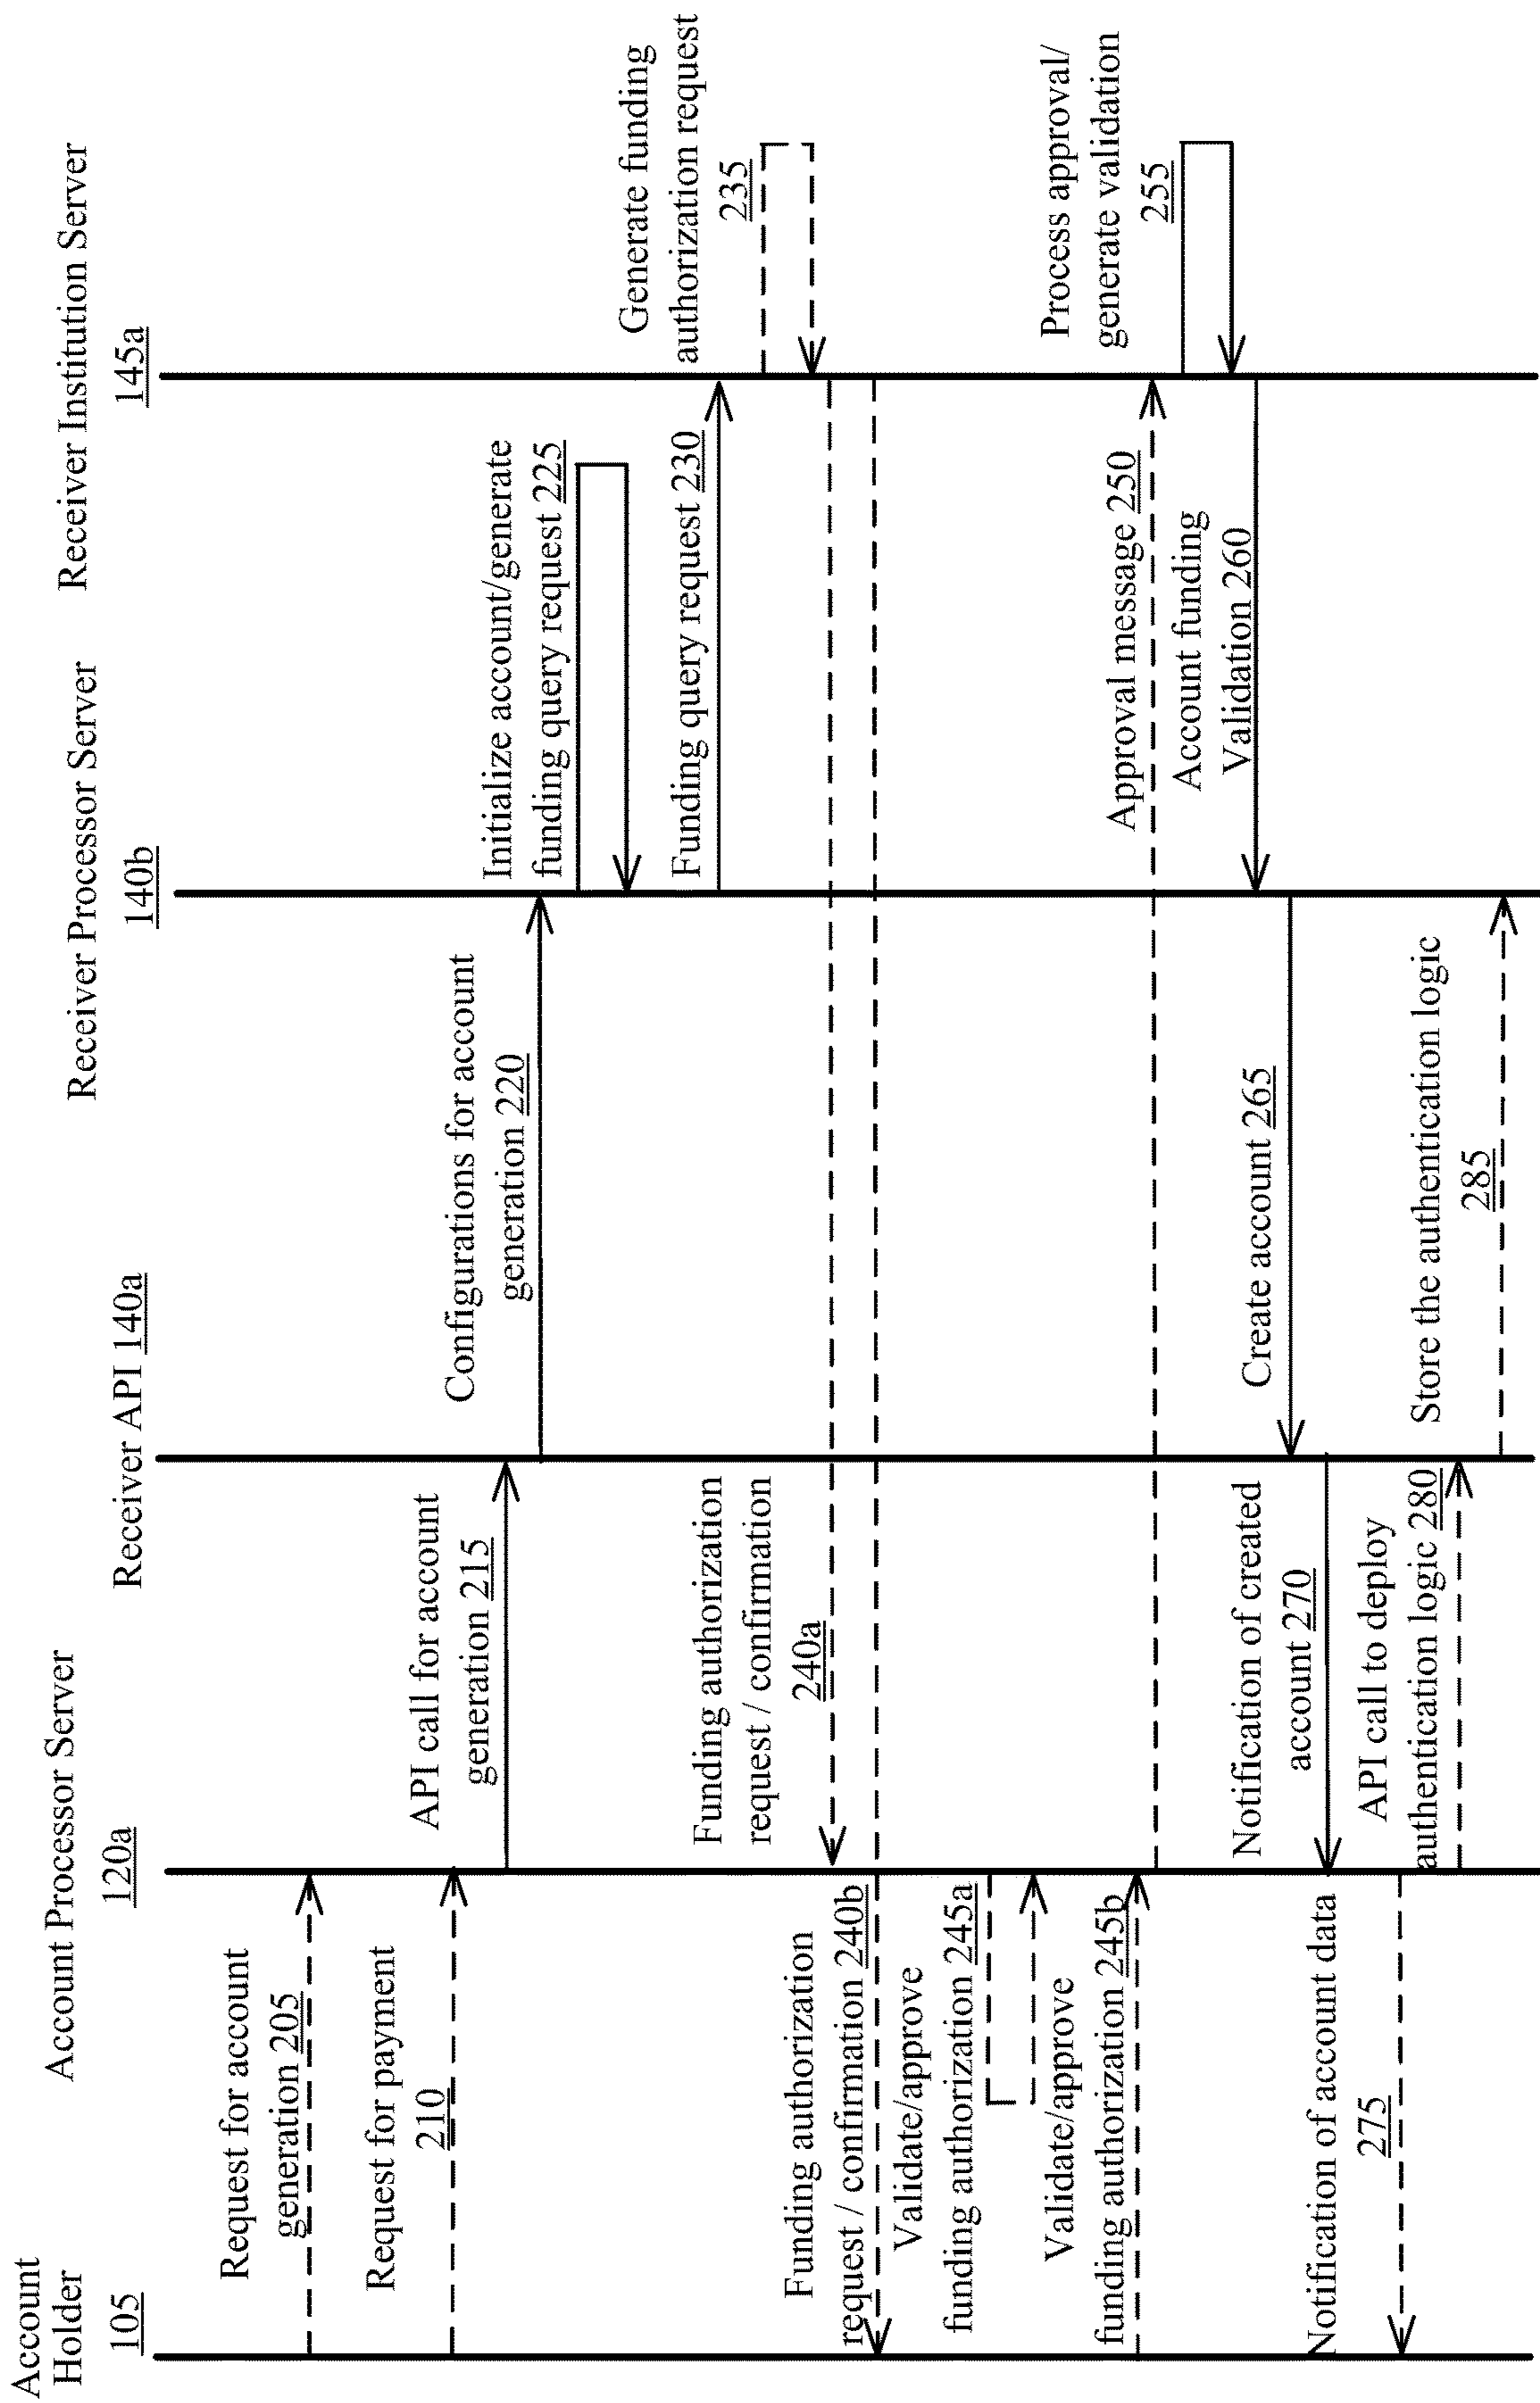 Account
Holder
105
Account Processor Server
120a
Receiver API 140a
Receiver Processor Server
140b
Receiver Institution Server
145a
Request for account
generation 205
Request for payment
210
API call for account
generation 215
Configurations for account
generation 220
Initialize account/generate
funding query request 225
Funding query request 230
Generate funding
authorization request
235
Funding authorization
request / confirmation
240a
Funding authorization
request / confirmation 240b
Validate/approve
funding authorization 245a
Validate/approve
funding authorization 245b
Approval message 250
Process approval/
generate validation
255
Account funding
Validation 260
Create account 265
Notification of created
account 270
Notification of account data
275
API call to deploy
authentication logic 280
Store the authentication logic
285